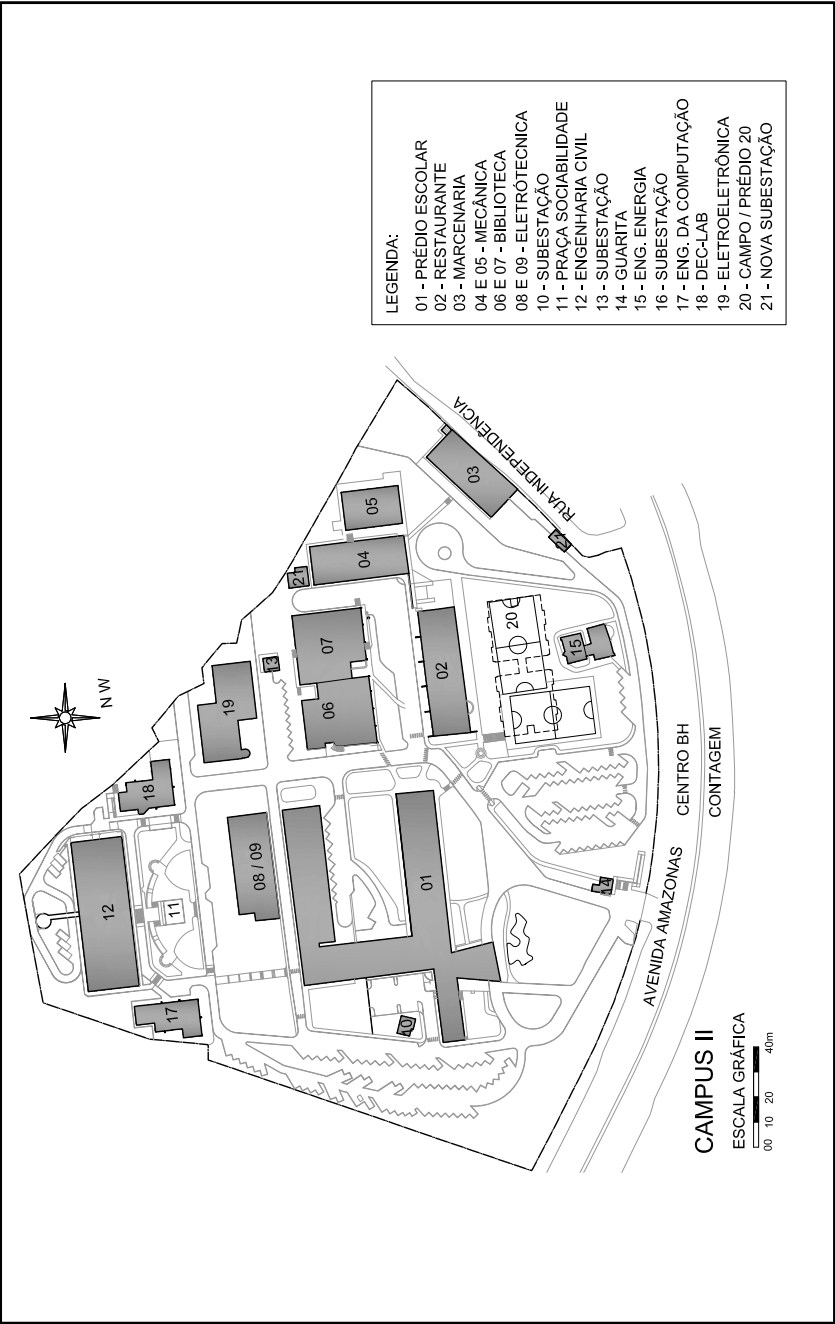 N W
LEGENDA:
01 - PRÉDIO ESCOLAR
02 - RESTAURANTE
03 - MARCENARIA
04 E 05 - MECÂNICA
06 E 07 - BIBLIOTECA
08 E 09 - ELETRÓTECNICA
10 - SUBESTAÇÃO
11 - PRAÇA SOCIABILIDADE
12 - ENGENHARIA CIVIL
13 - SUBESTAÇÃO
14 - GUARITA
15 - ENG. ENERGIA
16 - SUBESTAÇÃO
17 - ENG. DA COMPUTAÇÃO
18 - DEC-LAB
19 - ELETROELETRÔNICA
20 - CAMPO / PRÉDIO 20
21 - NOVA SUBESTAÇÃO
12
11
17
18
19
08 / 09
13
21
06
07
04
05
03
01
10
02
20
15
21
14
RUA INDEPENDÊNCIA
AVENIDA AMAZONAS
CENTRO BH
CONTAGEM
CAMPUS II
ESCALA GRÁFICA
00 10 20 40m